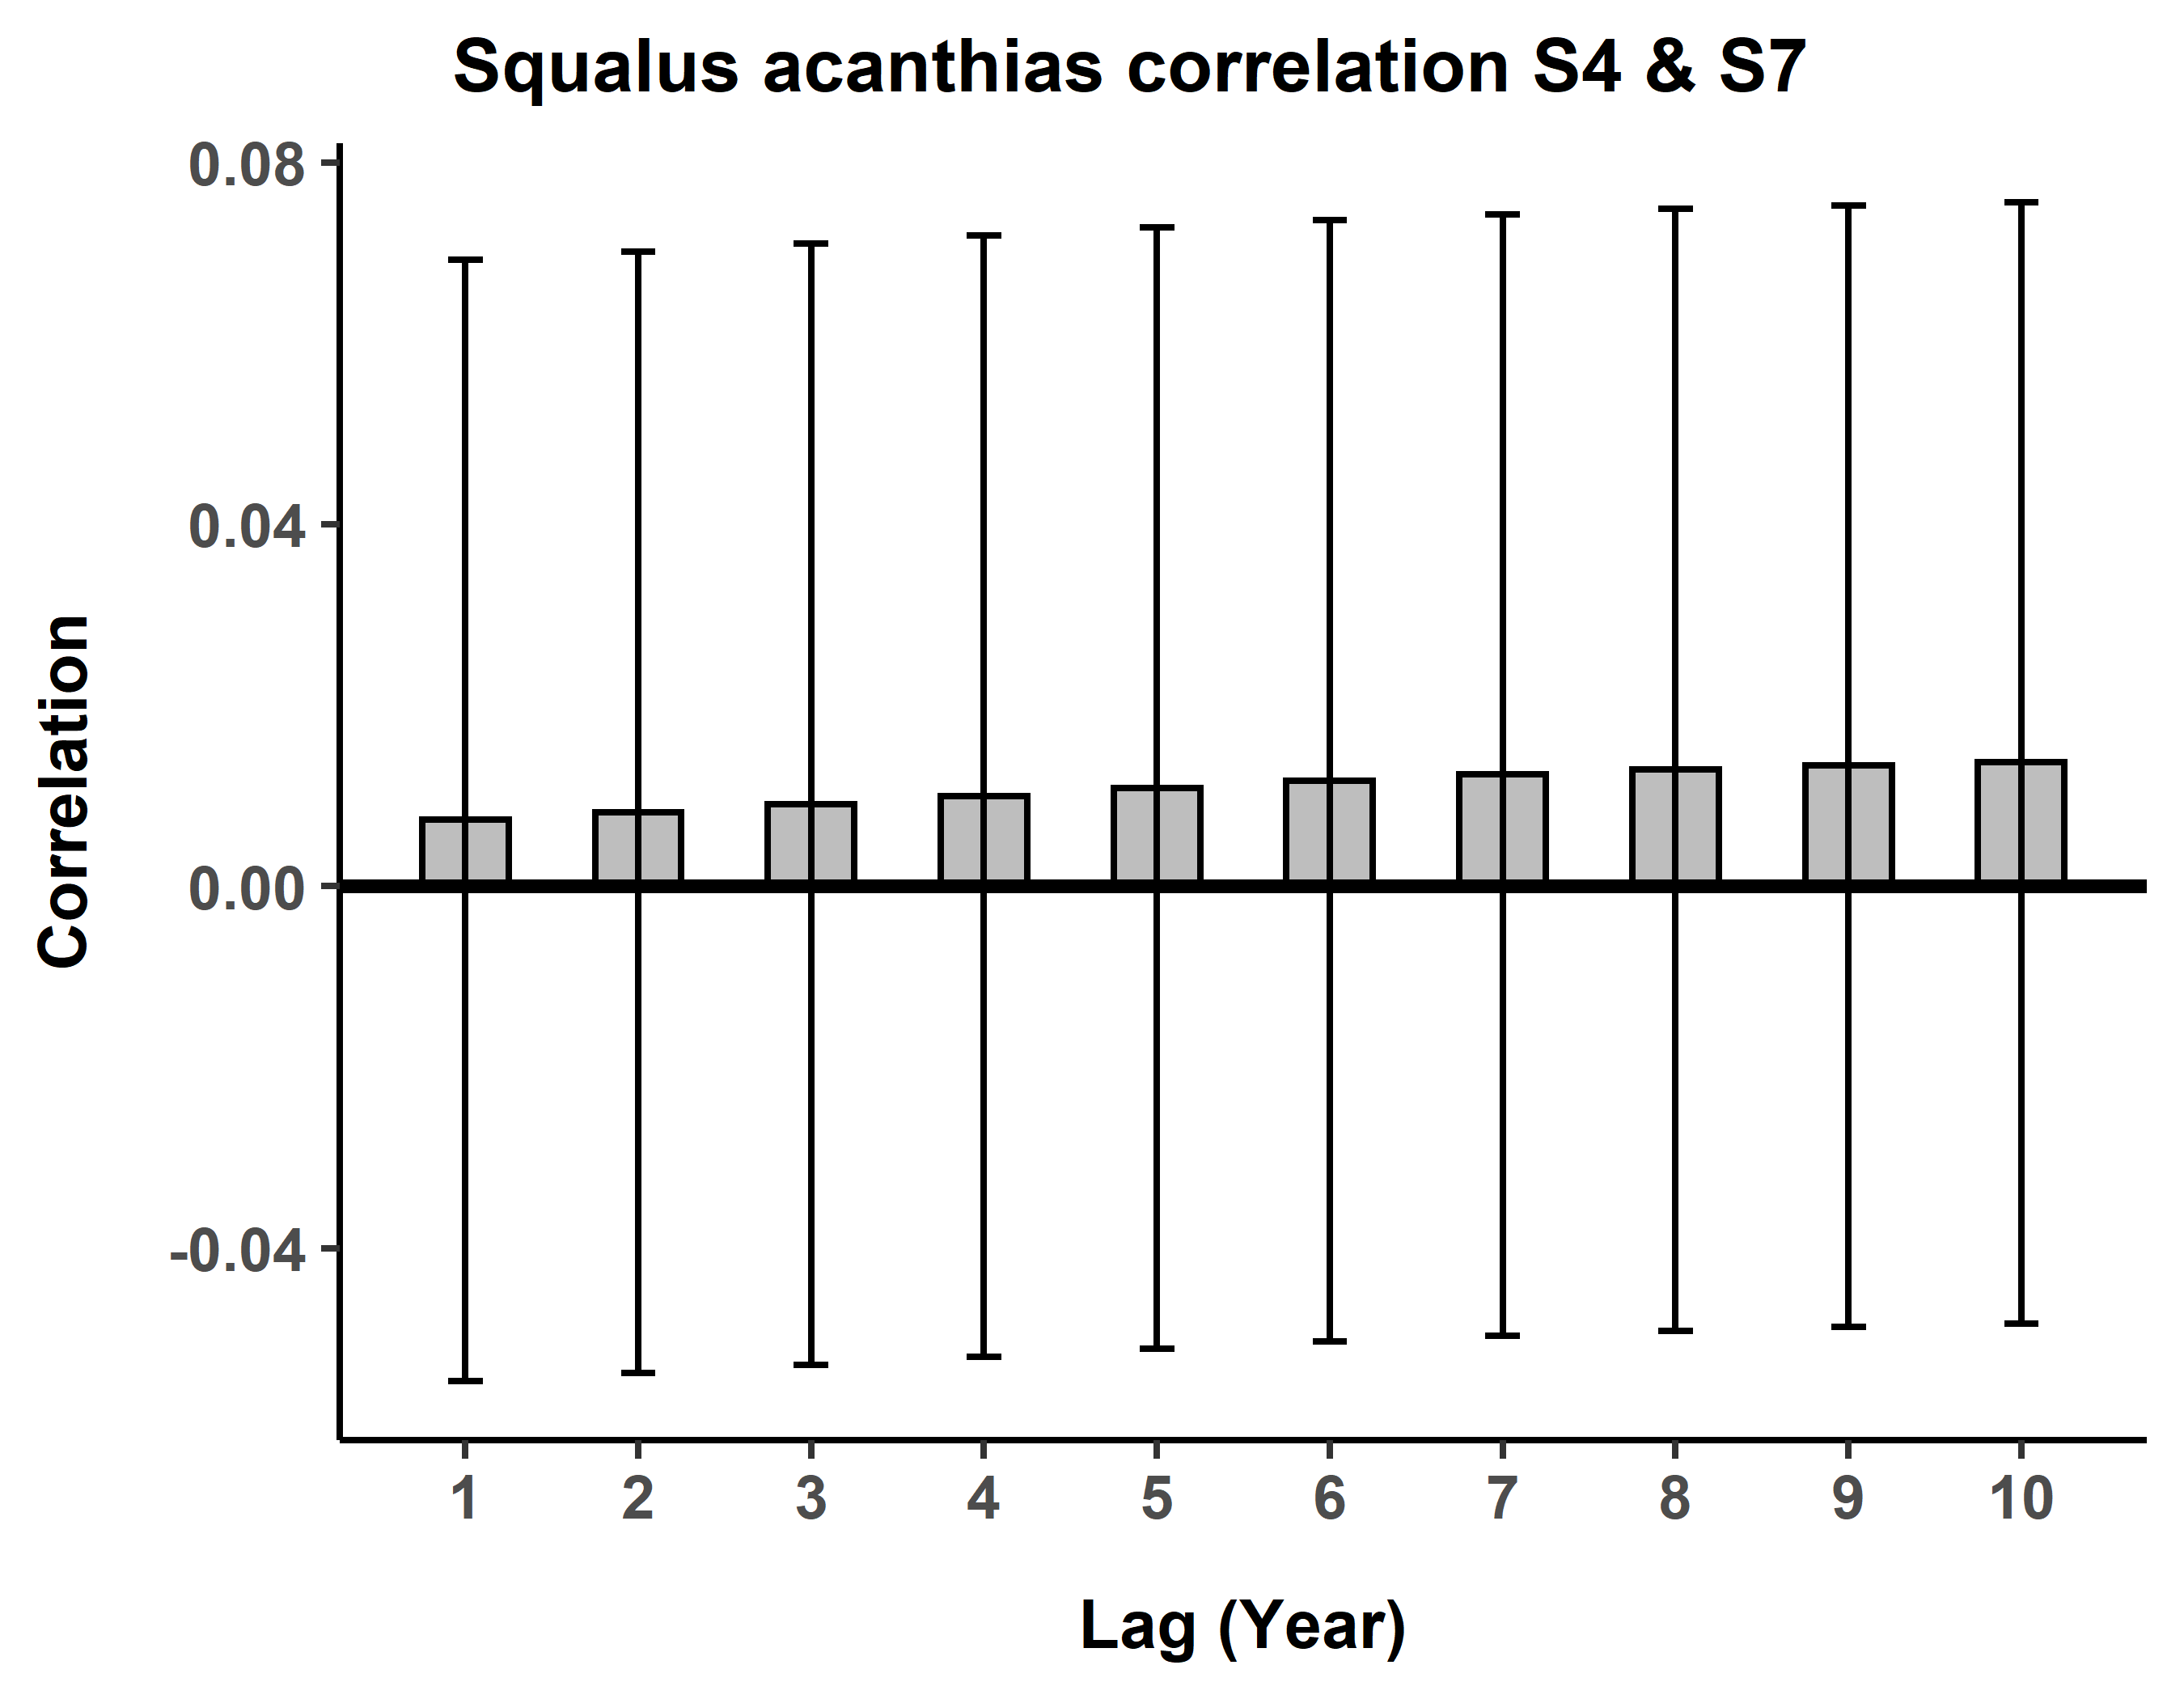 Squalus acanthias correlation S4 & S7
0.08
0.04
0.00
-0.04
Correlation
1 2 3 4 5 6 7 8 9 10
Lag (Year)